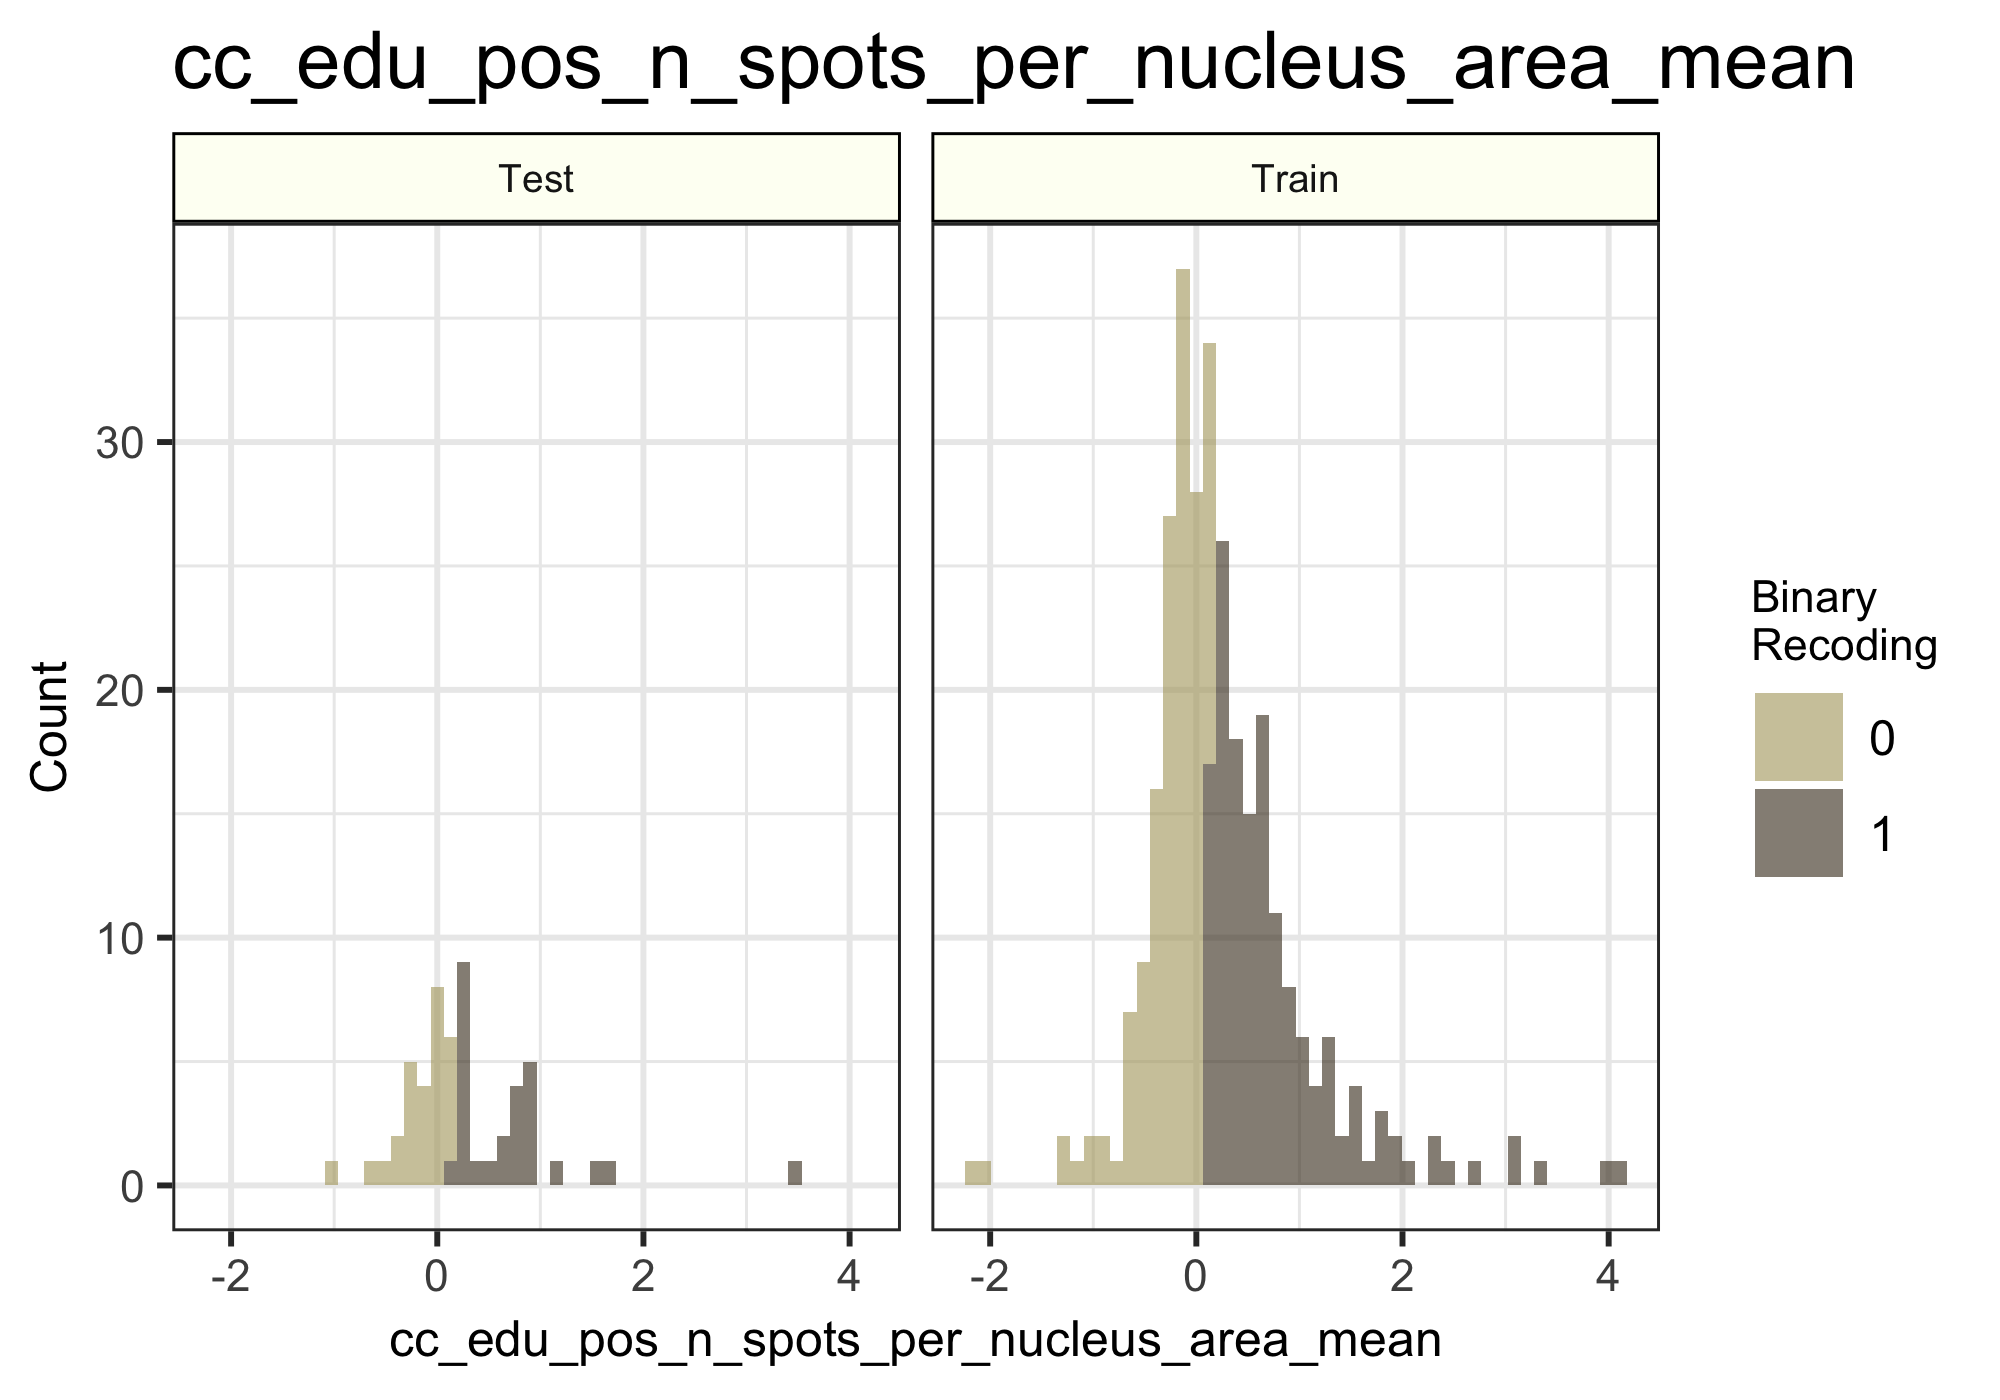 cc_edu_pos_n_spots_per_nucleus_area_mean
Test
Train
30
20
10
0
Count
-2 0 2 4
-2 0 2 4
cc_edu_pos_n_spots_per_nucleus_area_mean
Binary
Recoding
0
1